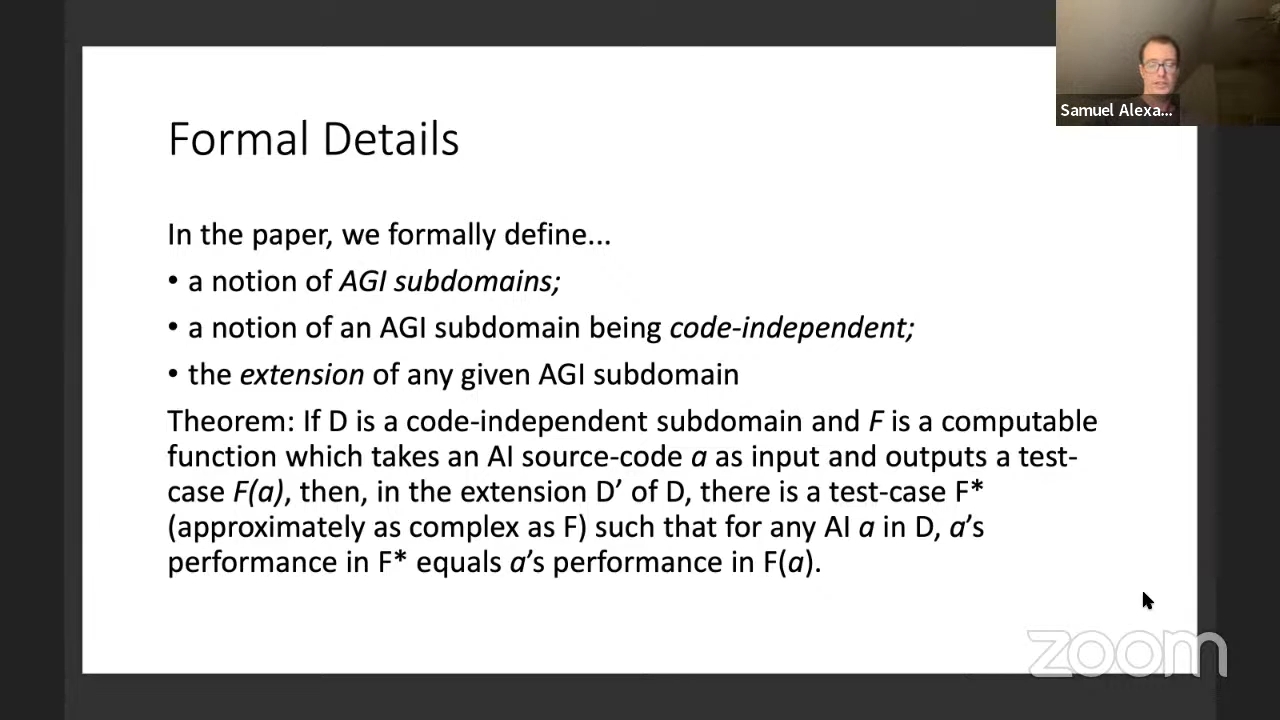 Samuel Alexa...
Formal Details
In the paper, we formally define...
• a notion of AGI subdomains;
• a notion of an AGI subdomain being code-independent;
• the extension of any given AGI subdomain
Theorem: If D is a code-independent subdomain and F is a computable
function which takes an AI source-code a as input and outputs a test-
case F(a), then, in the extension D’ of D, there is a test-case F*
(approximately as complex as F) such that for any AI a in D, a’s
performance in F* equals a’s performance in F(a).
zoom